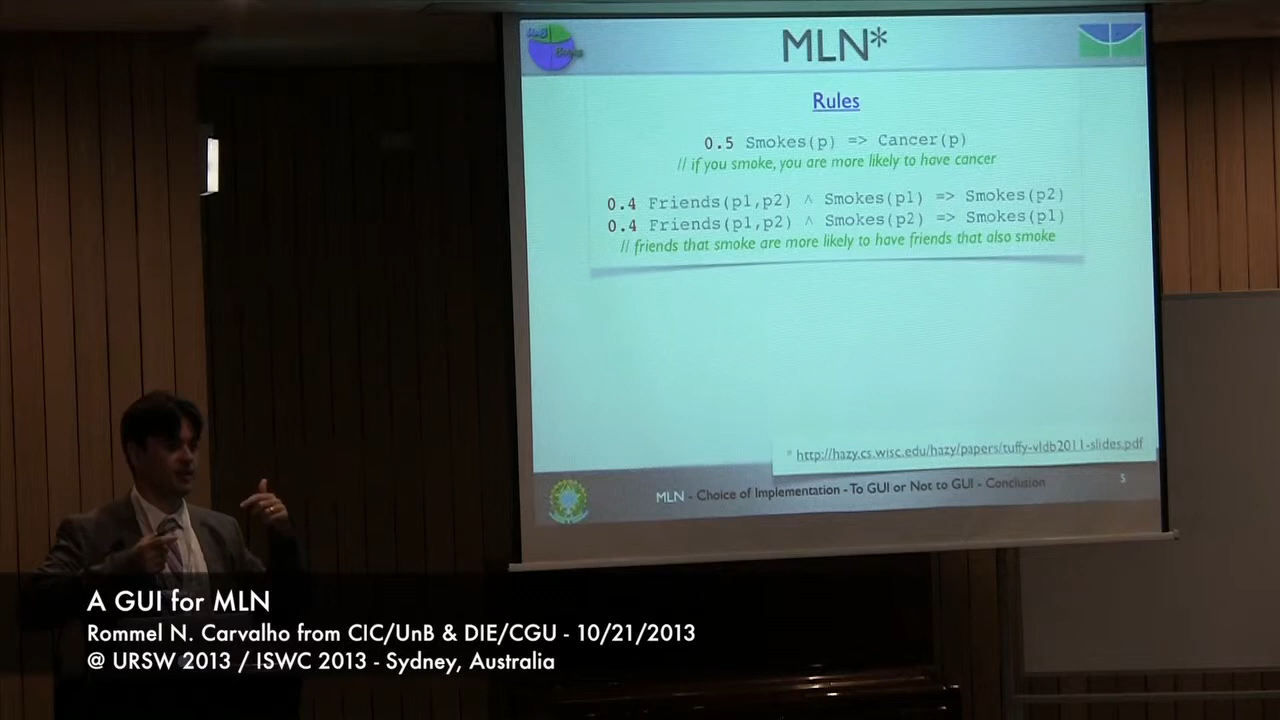 UnB
MLN*
Rules
0.5 Smokes(p) => Cancer(p)
// if you smoke, you are more likely to have cancer
0.4 Friends(p1,p2) ^ Smokes(p1) => Smokes(p2)
0.4 Friends(p1,p2) ^ Smokes(p2) => Smokes(p1)
// friends that smoke are more likely to have friends that also smoke
* http://hazy.cs.wisc.edu/hazy/papers/tuffy-vldb2011-slides.pdf
MLN - Choice of Implementation - To GUI or Not to GUI - Conclusion
5
A GUI for MLN
Rommel N. Carvalho from CIC/UnB & DIE/CGU - 10/21/2013
@ URSW 2013 / ISWC 2013 - Sydney, Australia